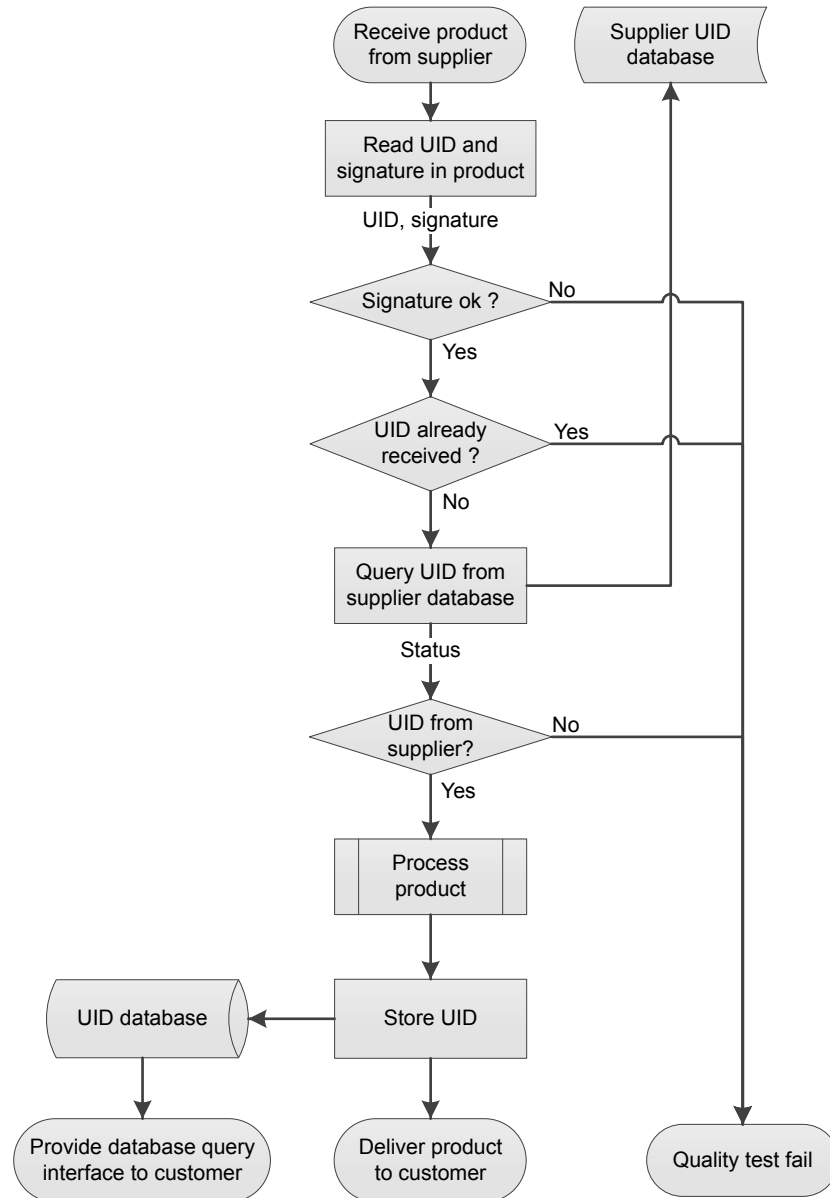 Receive product
from supplier
Supplier UID
database
Read UID and
signature in product
UID, signature
Signature ok ?
No
Yes
UID already
received ?
Yes
No
Query UID from
supplier database
Status
UID from
supplier?
No
Yes
Process
product
UID database
Store UID
Provide database query
interface to customer
Deliver product
to customer
Quality test fail